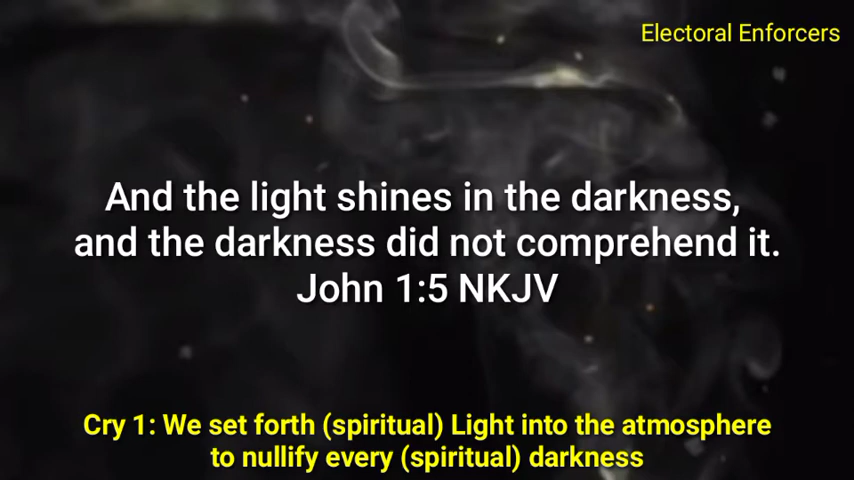 Electoral Enforcers
And the light shines in the darkness,
and the darkness did not comprehend it.
John 1:5 NKJV
Cry 1: We set forth (spiritual) Light into the atmosphere
to nullify every (spiritual) darkness